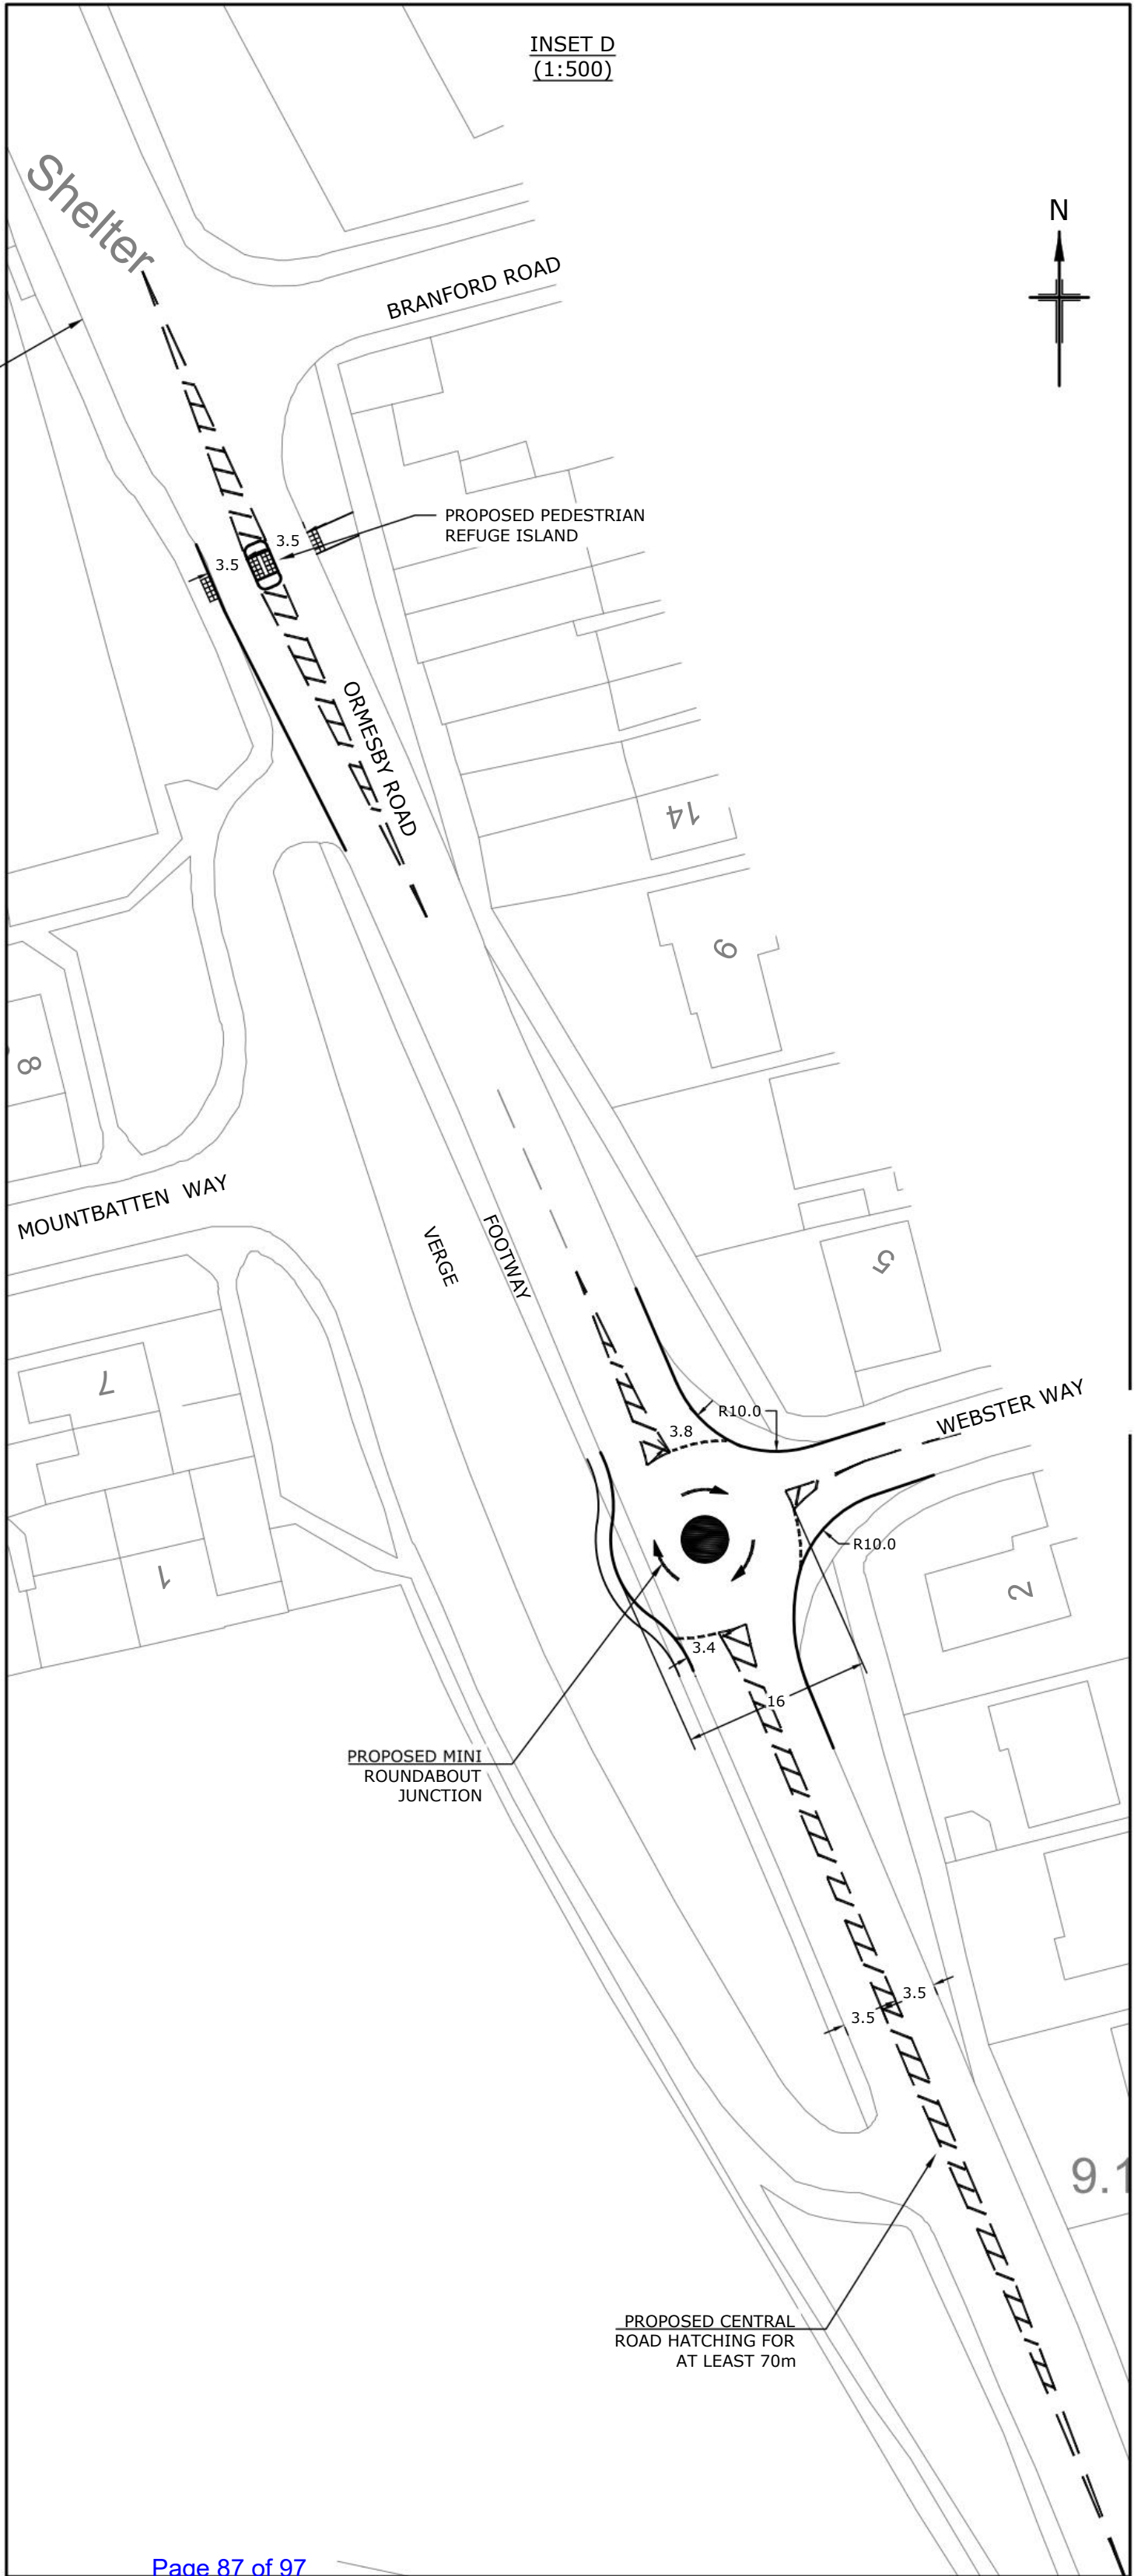 INSET D
(1:500)
Shelter
N
BRANFORD ROAD
PROPOSED PEDESTRIAN
REFUGE ISLAND
3.5
3.5
ORMESBY ROAD
14
9
8
MOUNTBATTEN WAY
VERGE
FOOTWAY
5
7
R10.0
WEBSTER WAY
3.8
R10.0
1
2
3.4
16
PROPOSED MINI
ROUNDABOUT
JUNCTION
3.5
3.5
9.1
PROPOSED CENTRAL
ROAD HATCHING FOR
AT LEAST 70m
Page 87 of 97